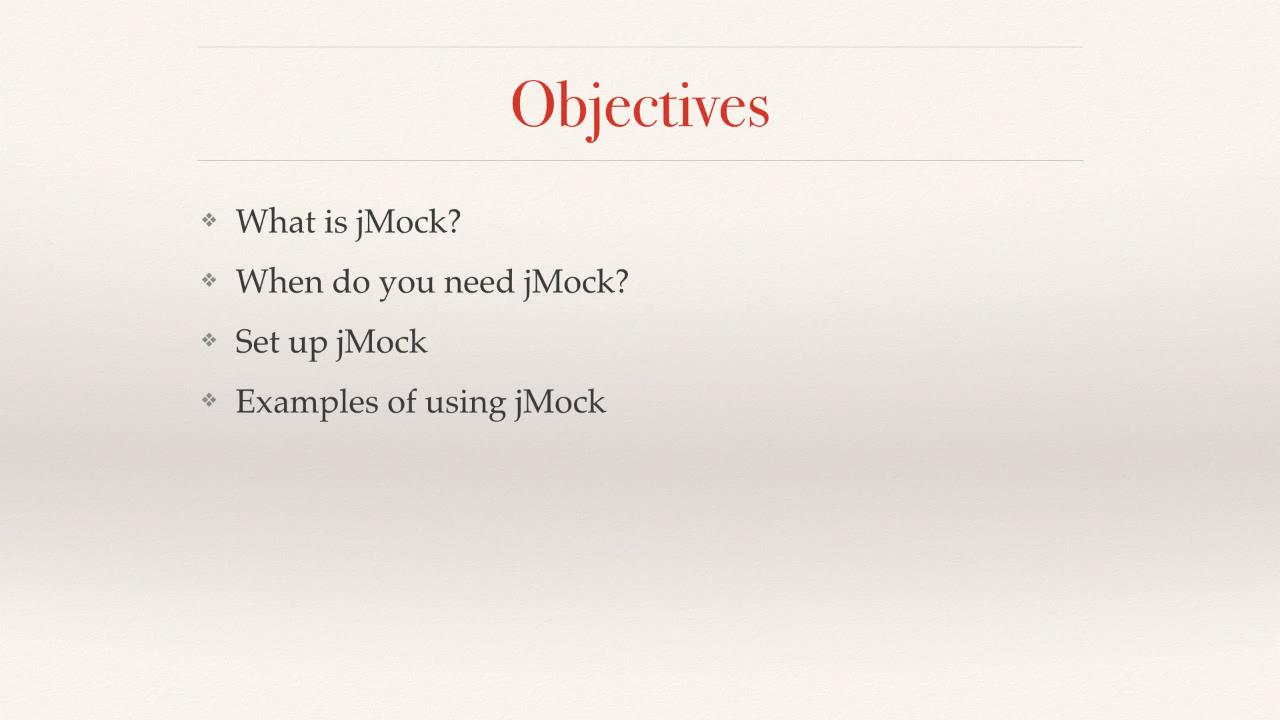 Objectives
❖ What is jMock?
❖ When do you need jMock?
❖ Set up jMock
❖ Examples of using jMock